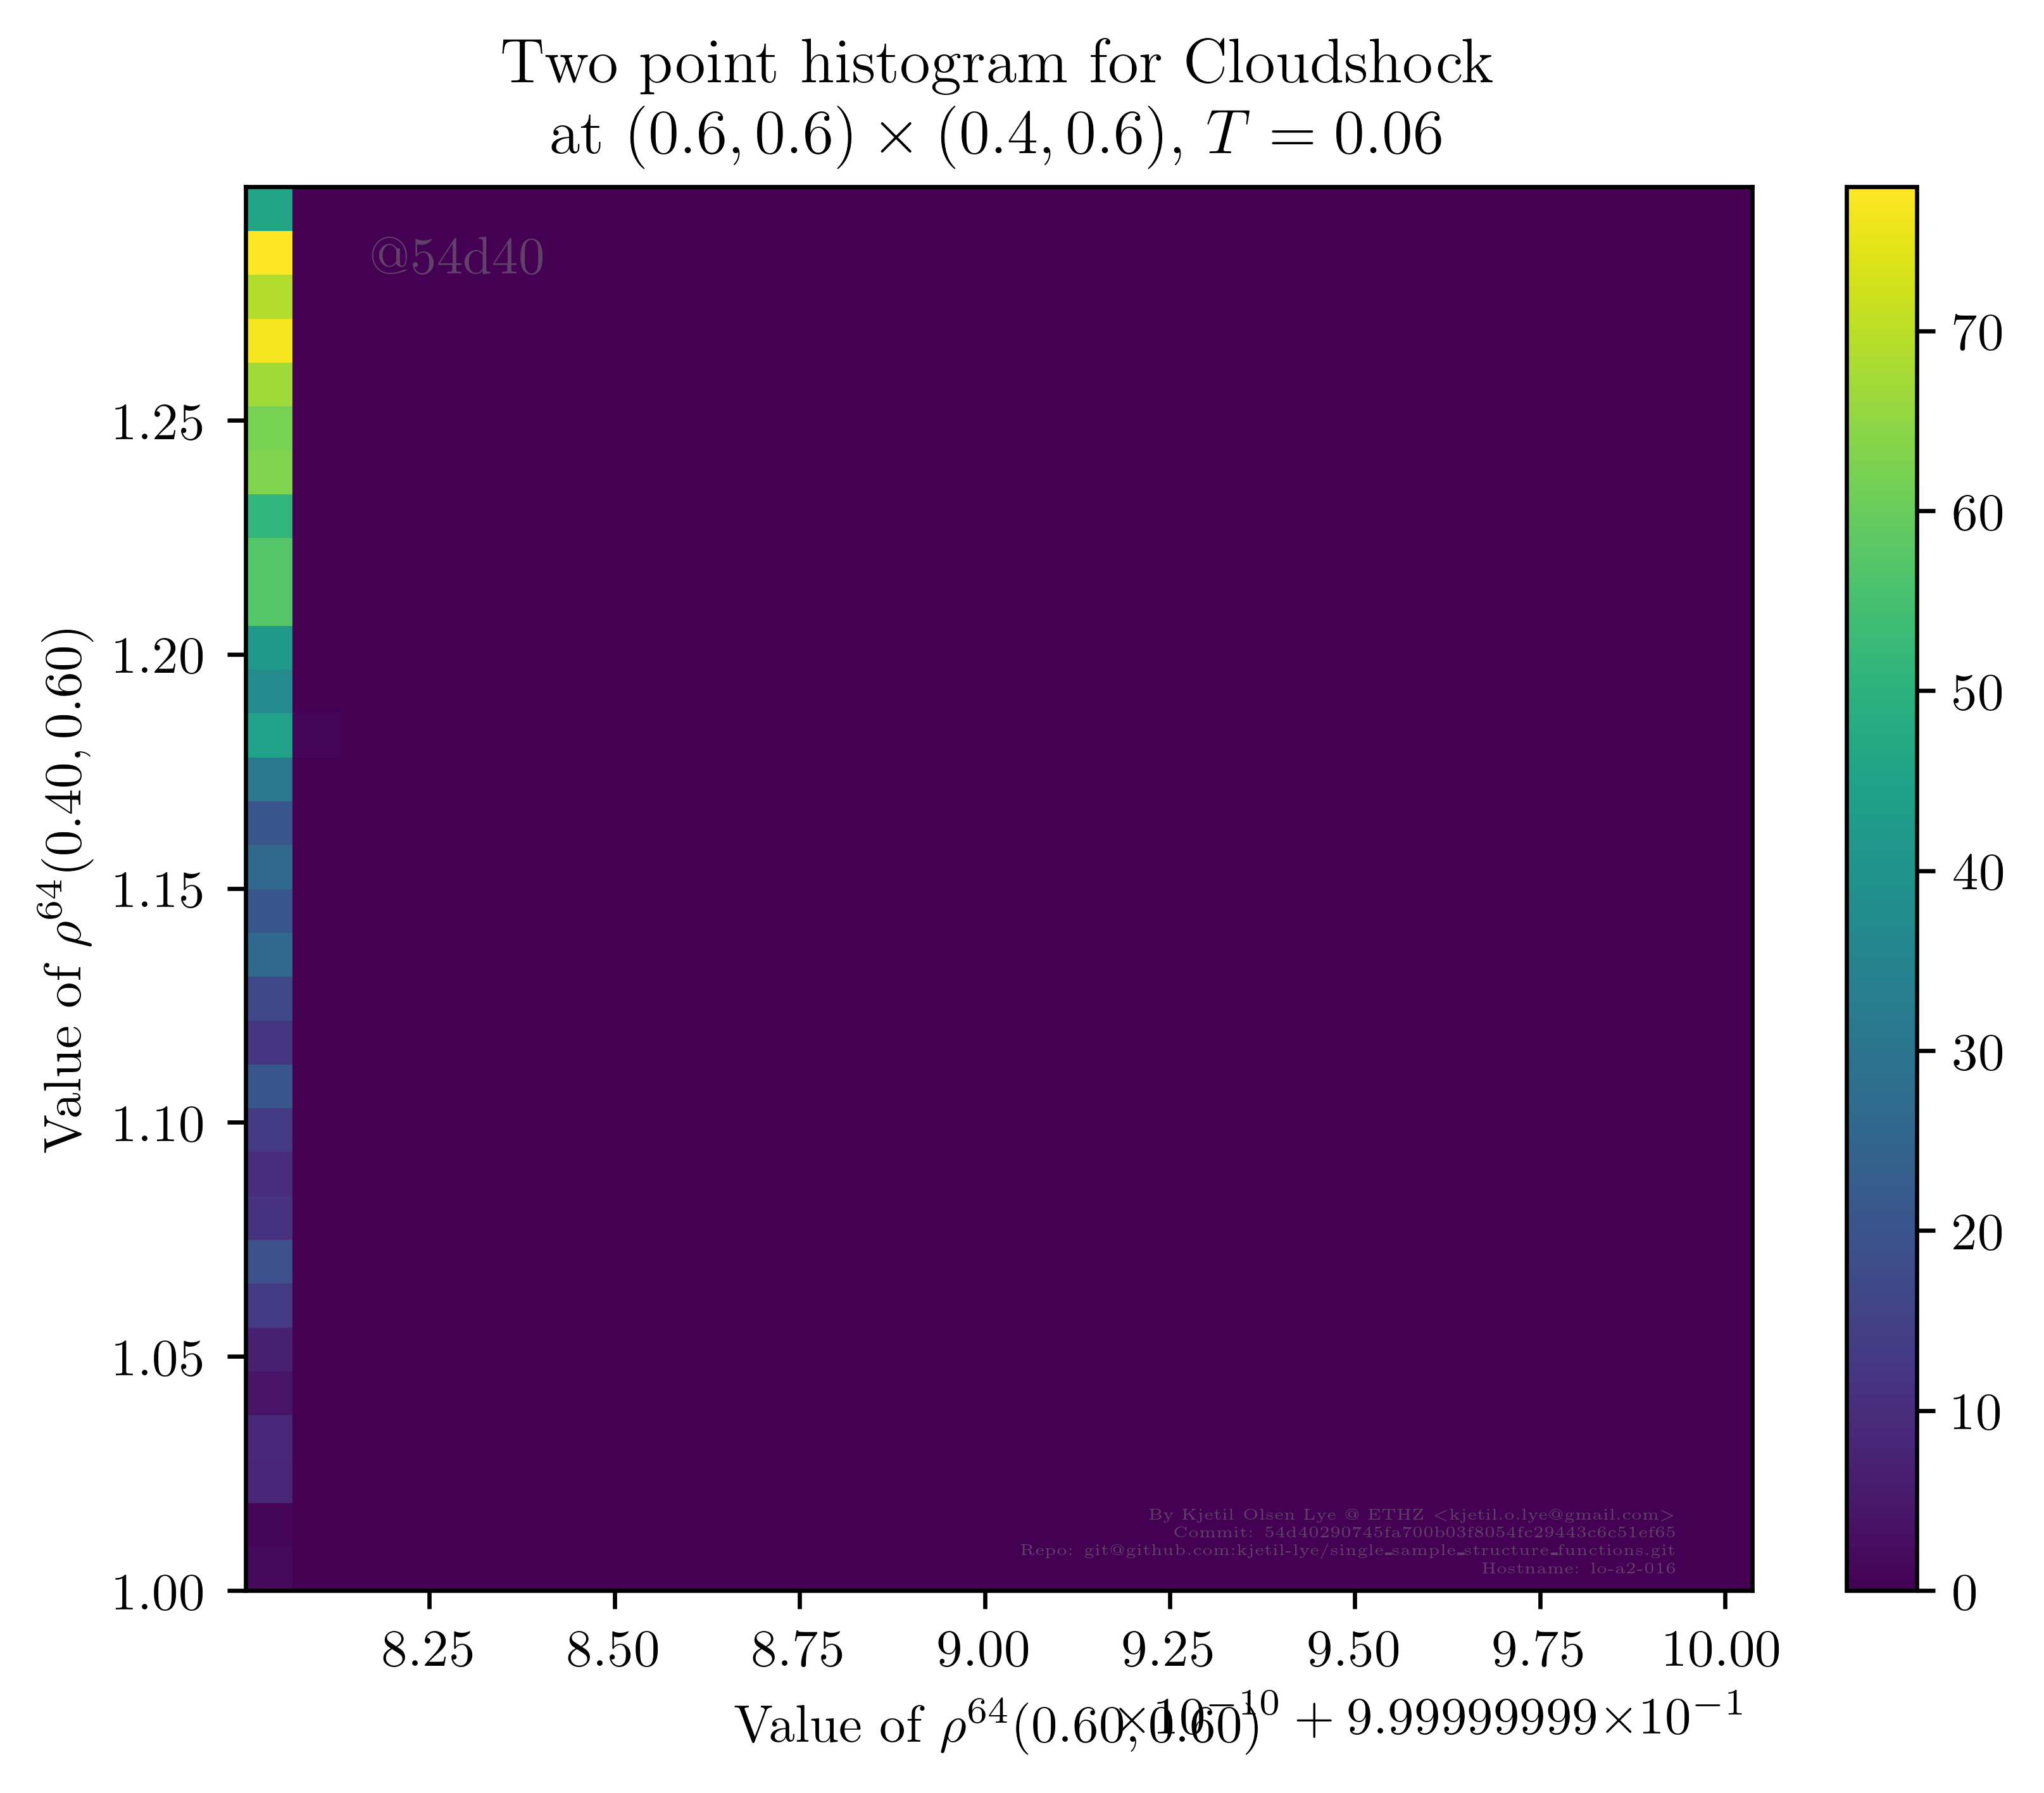 Two point histogram for Cloudshock
at (0.6, 0.6) × (0.4, 0.6), T = 0.06
@54d40
70
60
50
40
30
20
10
0
1.25
1.20
1.15
1.10
1.05
1.00
Value of ρ^64(0.40, 0.60)
By Kjetil Olsen Lye @ ETHZ <kjetil.o.lye@gmail.com>
Commit: 54d40290745fa700b03f8054fc29443c6c51ef65
Repo: git@github.com:kjetil-lye/single_sample_structure_functions.git
Hostname: lo-a2-016
8.25 8.50 8.75 9.00 9.25 9.50 9.75 10.00
Value of ρ^64(0.60, 0.60)
×10^−10 + 9.99999999×10^−1